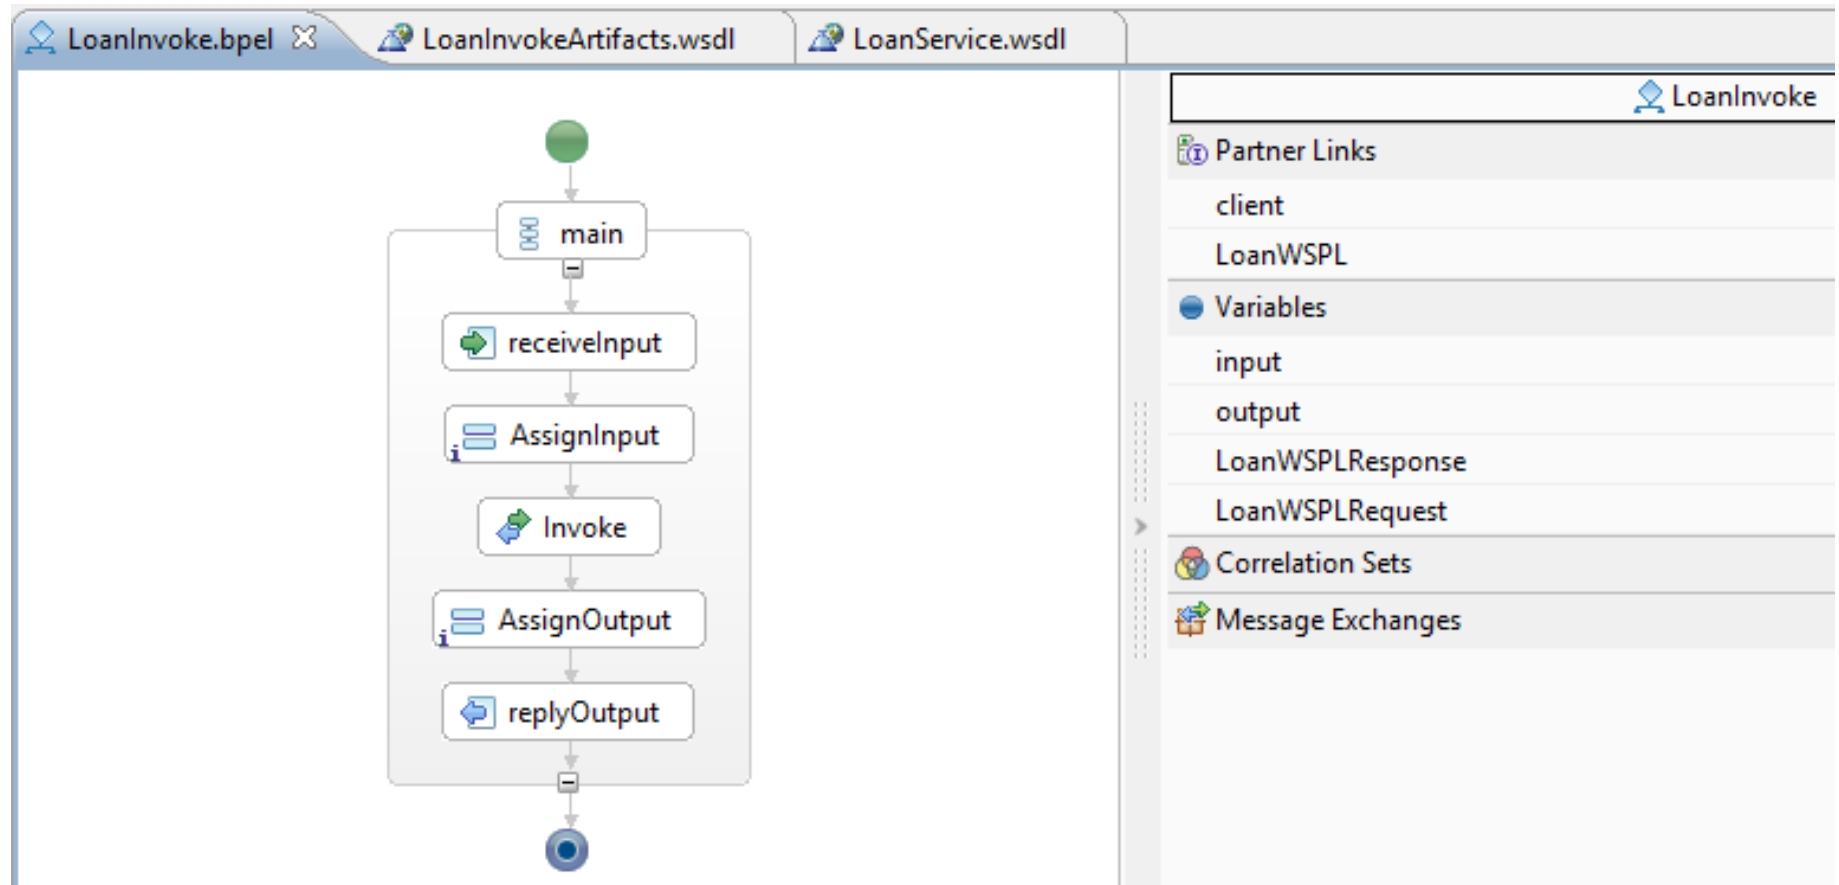 LoanInvoke.bpel
LoanInvokeArtifacts.wsdl
LoanService.wsdl
main
receiveInput
AssignInput
Invoke
AssignOutput
replyOutput
LoanInvoke
Partner Links
client
LoanWSPL
Variables
input
output
LoanWSPLResponse
LoanWSPLRequest
Correlation Sets
Message Exchanges